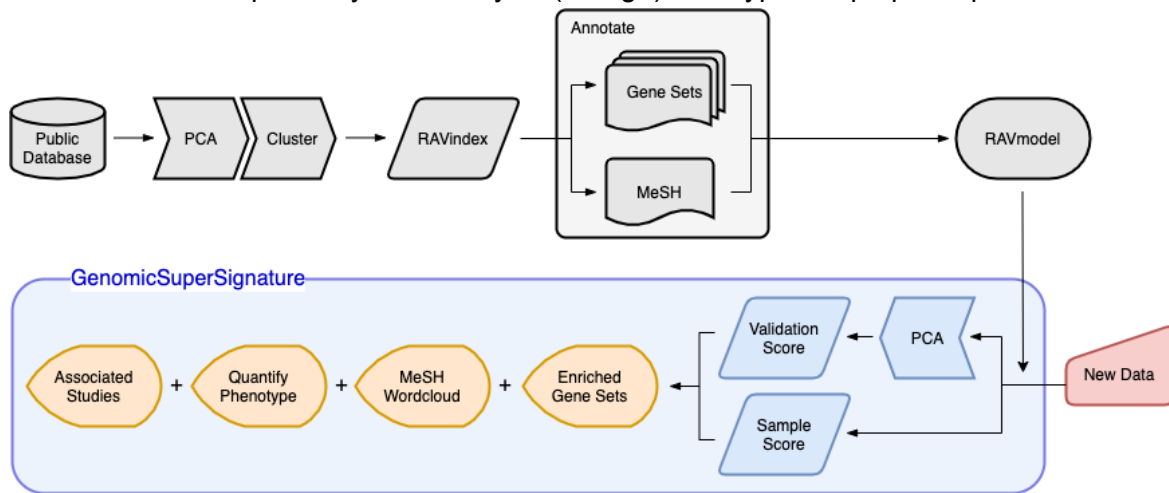 Annotate
Gene Sets
Public
Database
PCA
Cluster
RAVindex
RAVmodel
MeSH
GenomicSuperSignature
Validation
Score
PCA
New Data
Associated
Studies
+
Quantify
Phenotype
+
MeSH
Wordcloud
+
Enriched
Gene Sets
Sample
Score